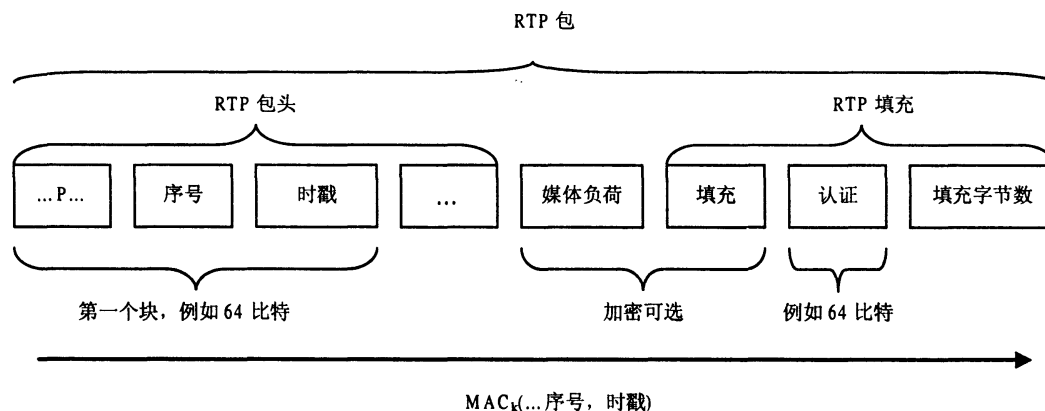 RTP 包
RTP 包头
RTP 填充
...P...
序号
时戳
...
媒体负荷
填充
认证
填充字节数
第一个块，例如 64 比特
加密可选
例如 64 比特
MACk(...序号，时戳)